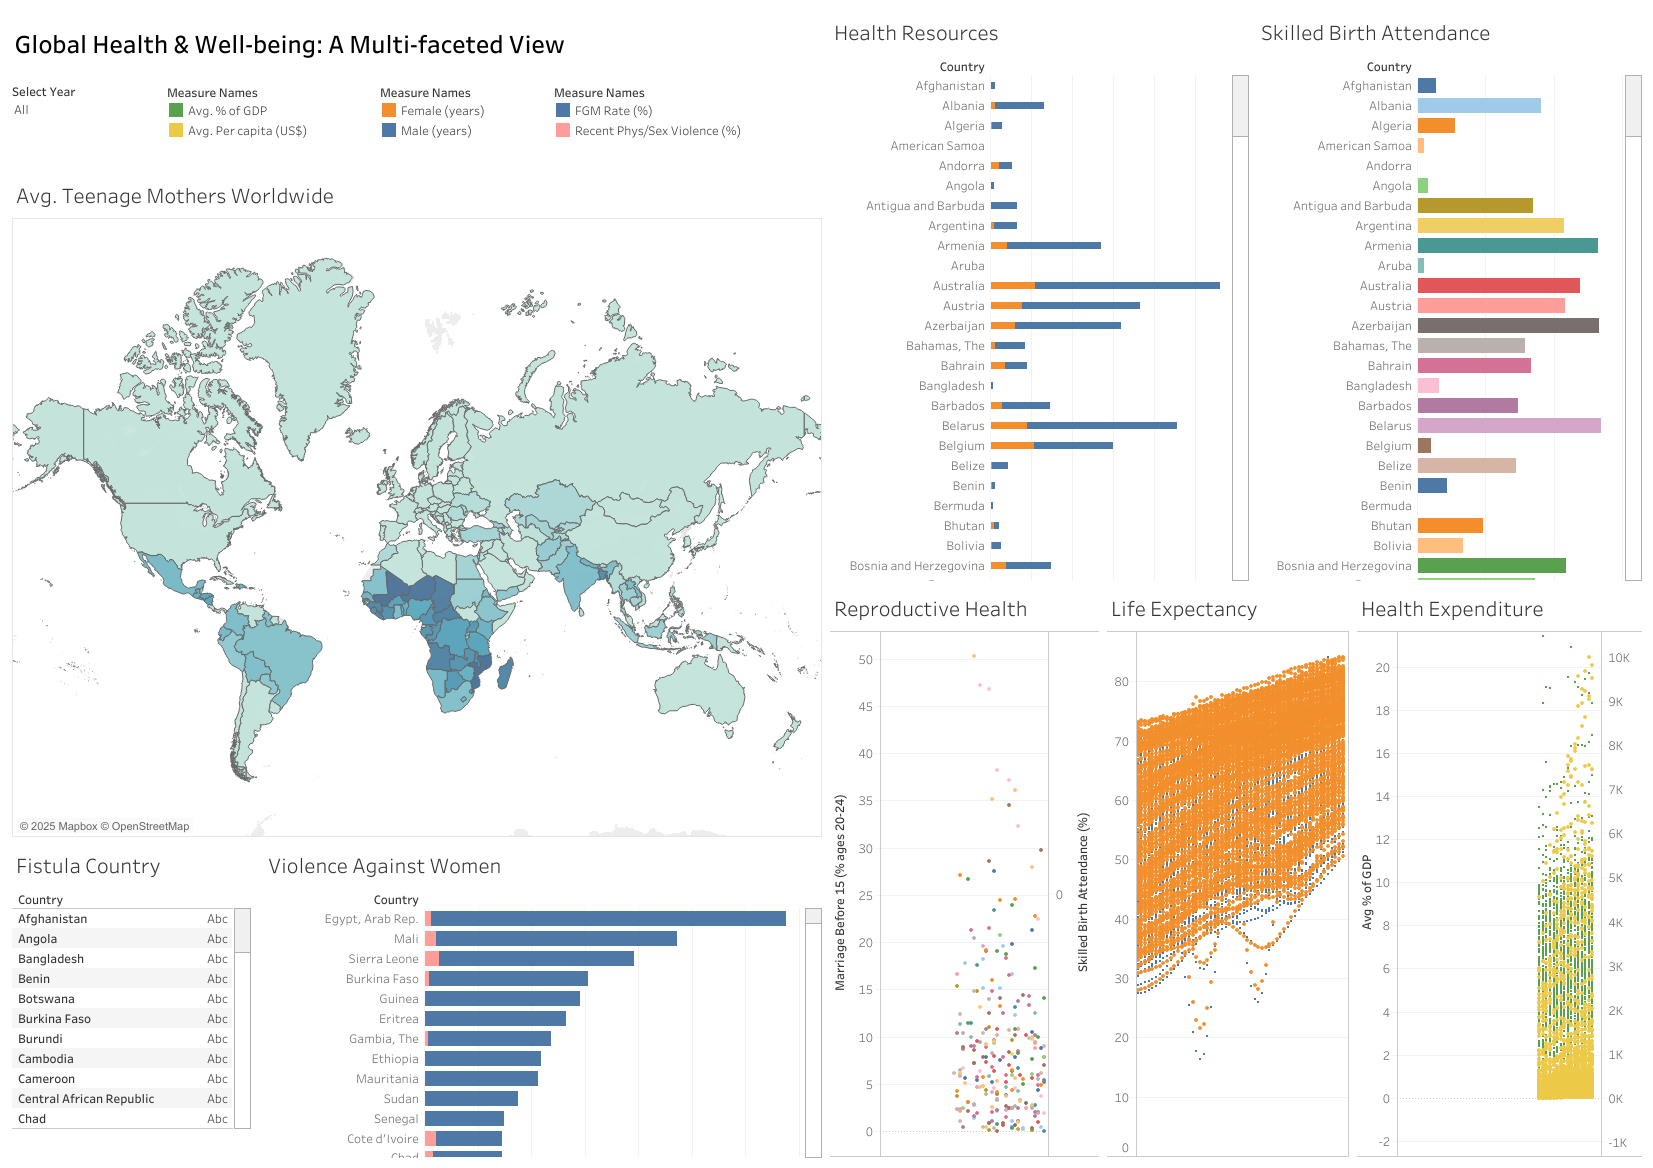 Global Health & Well-being: A Multi-faceted View
Select Year
All
Measure Names
Avg. % of GDP
Avg. Per capita (US$)
Measure Names
Female (years)
Male (years)
Measure Names
FGM Rate (%)
Recent Phys/Sex Violence (%)
Avg. Teenage Mothers Worldwide
© 2025 Mapbox © OpenStreetMap
Health Resources
Country
Afghanistan
Albania
Algeria
American Samoa
Andorra
Angola
Antigua and Barbuda
Argentina
Armenia
Aruba
Australia
Austria
Azerbaijan
Bahamas, The
Bahrain
Bangladesh
Barbados
Belarus
Belgium
Belize
Benin
Bermuda
Bhutan
Bolivia
Bosnia and Herzegovina
Skilled Birth Attendance
Country
Afghanistan
Albania
Algeria
American Samoa
Andorra
Angola
Antigua and Barbuda
Argentina
Armenia
Aruba
Australia
Austria
Azerbaijan
Bahamas, The
Bahrain
Bangladesh
Barbados
Belarus
Belgium
Belize
Benin
Bermuda
Bhutan
Bolivia
Bosnia and Herzegovina
Fistula Country
Country
Afghanistan Abc
Angola Abc
Bangladesh Abc
Benin Abc
Botswana Abc
Burkina Faso Abc
Burundi Abc
Cambodia Abc
Cameroon Abc
Central African Republic Abc
Chad Abc
Violence Against Women
Country
Egypt, Arab Rep.
Mali
Sierra Leone
Burkina Faso
Guinea
Eritrea
Gambia, The
Ethiopia
Mauritania
Sudan
Senegal
Cote d'Ivoire
Chad
Reproductive Health
Marriage Before 15 (% ages 20-24)
50
45
40
35
30
25
20
15
10
5
0
0
Skilled Birth Attendance (%)
Life Expectancy
80
70
60
50
40
30
20
10
0
Health Expenditure
Avg % of GDP
20
18
16
14
12
10
8
6
4
2
0
-2
10K
9K
8K
7K
6K
5K
4K
3K
2K
1K
0K
-1K